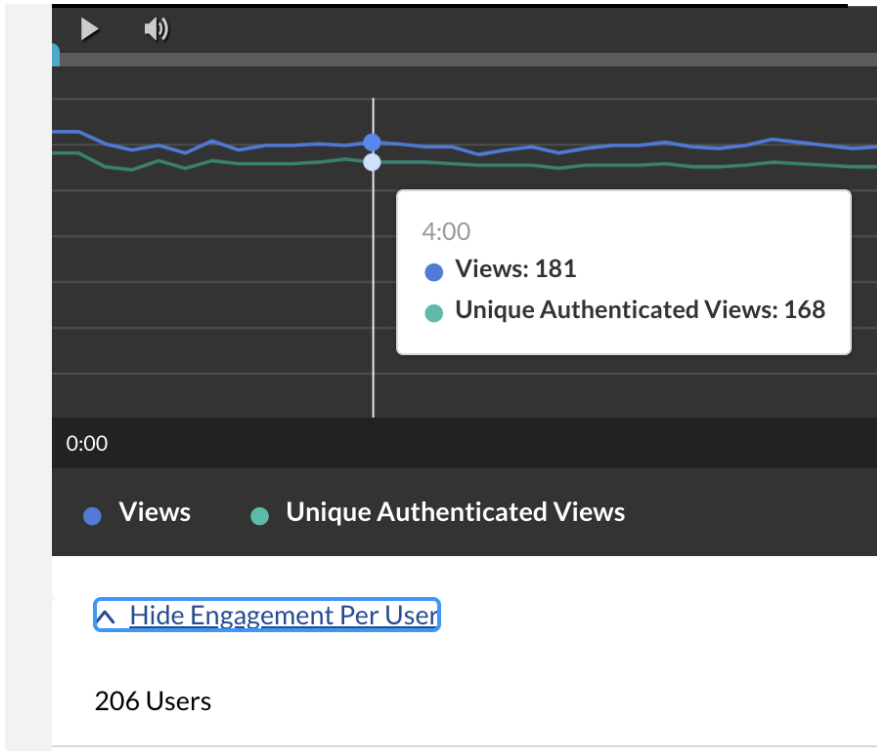 4:00
Views: 181
Unique Authenticated Views: 168
0:00
Views
Unique Authenticated Views
Hide Engagement Per User
206 Users